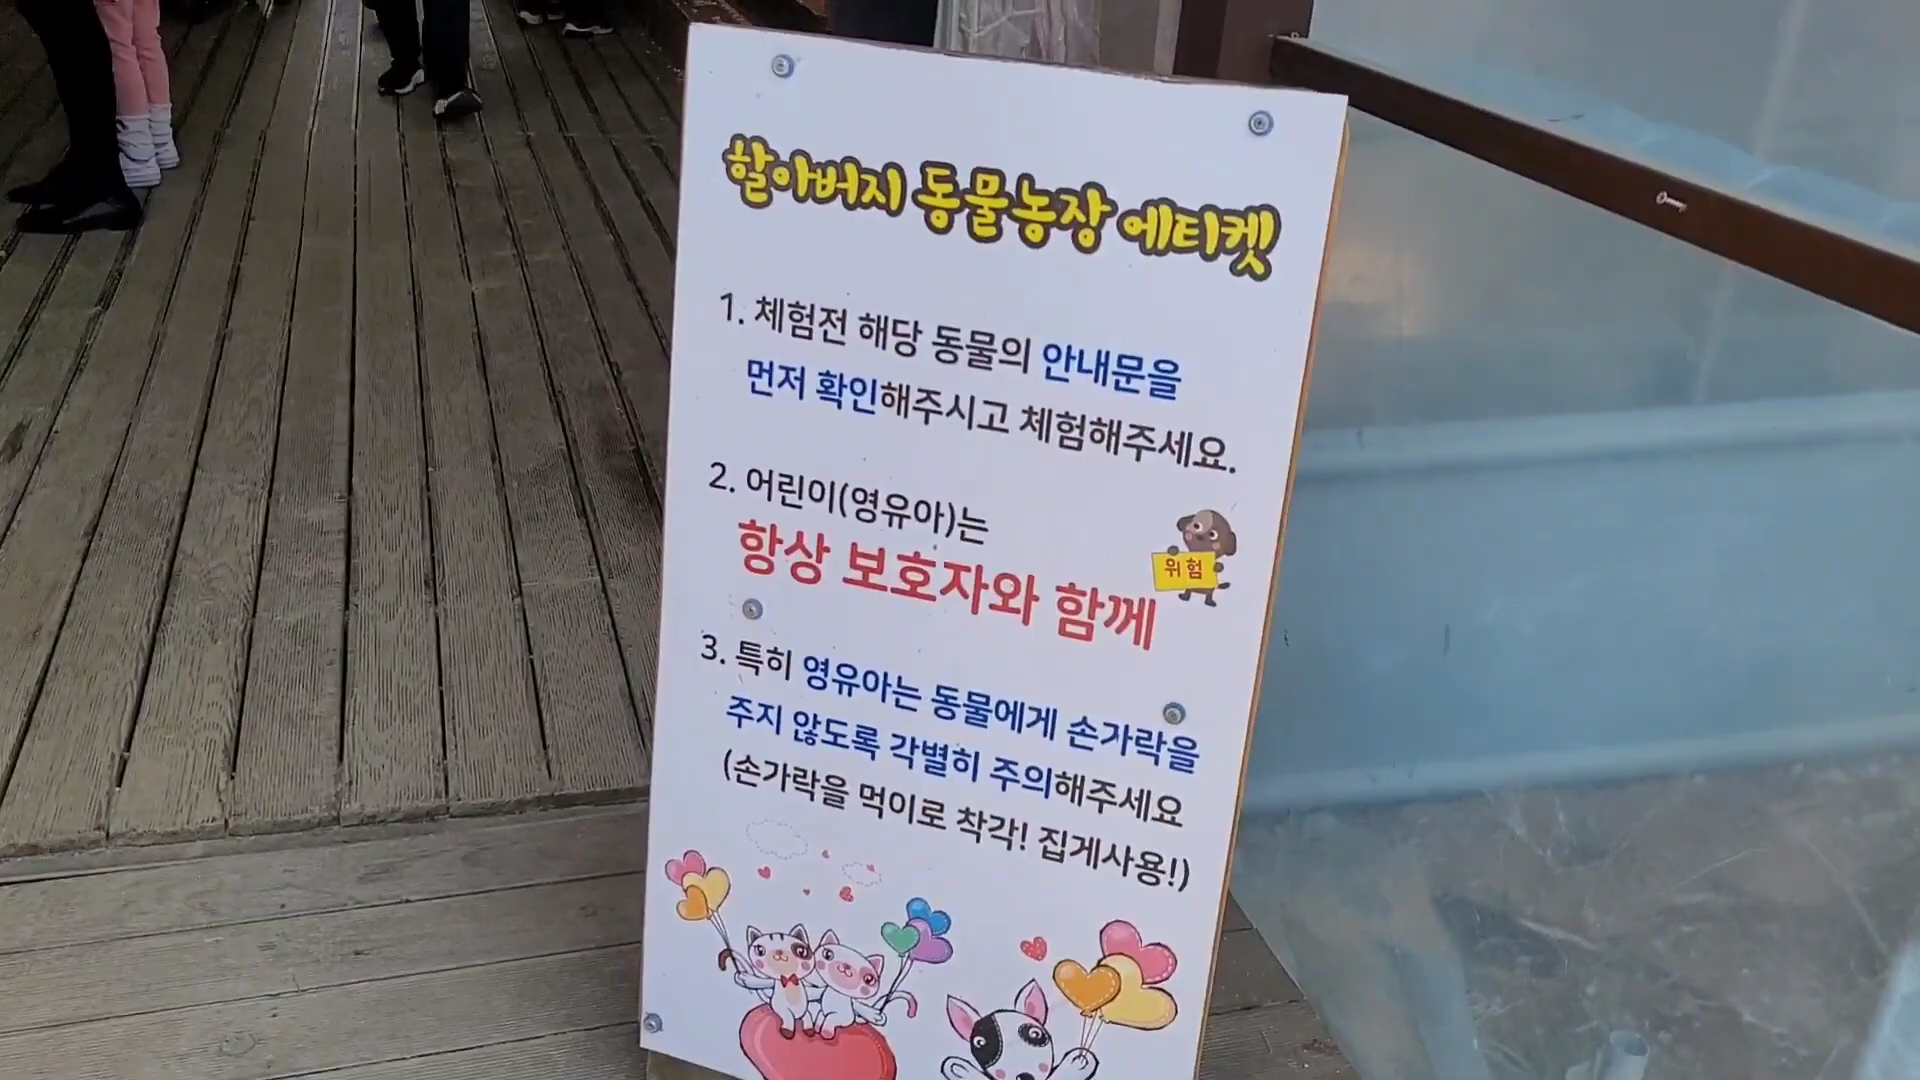 할아버지 동물농장 에티켓
1. 체험전 해당 동물의 안내문을
먼저 확인해주시고 체험해주세요.
2. 어린이(영유아)는
항상 보호자와 함께
위험
3. 특히 영유아는 동물에게 손가락을
주지 않도록 각별히 주의해주세요
(손가락을 먹이로 착각! 집게사용!)